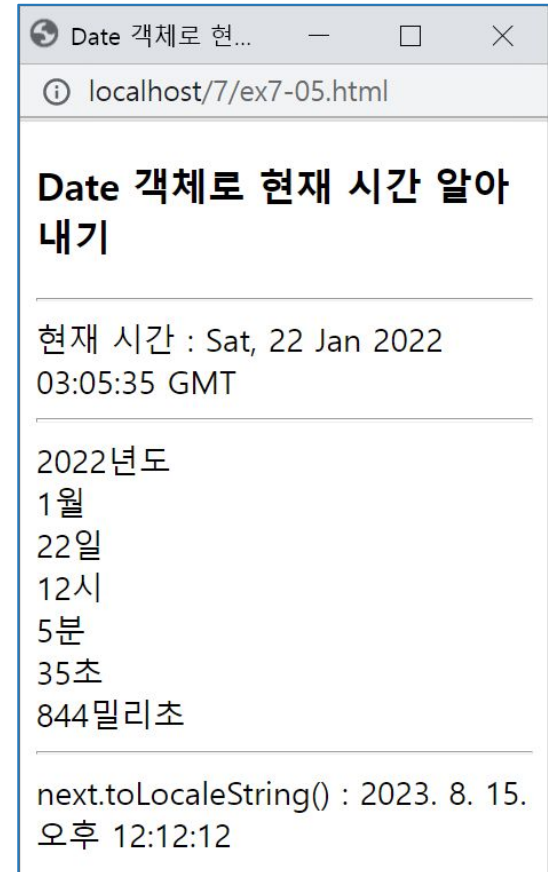 Date 객체로 현...
localhost/7/ex7-05.html
Date 객체로 현재 시간 알아
내기
현재 시간 : Sat, 22 Jan 2022
03:05:35 GMT
2022년도
1월
22일
12시
5분
35초
844밀리초
next.toLocaleString() : 2023. 8. 15.
오후 12:12:12